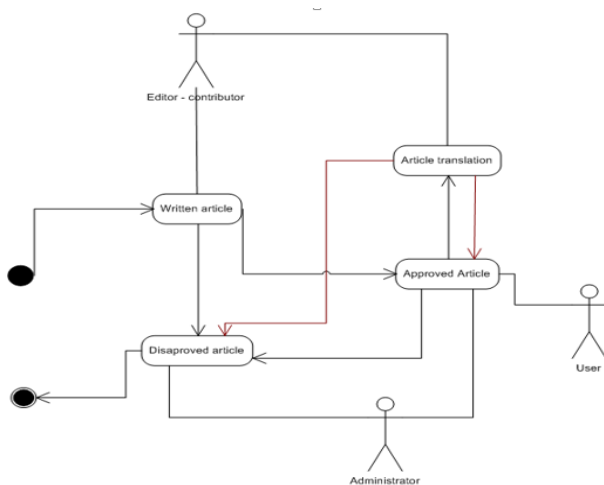 Editor - contributor
Article translation
Written article
Approved Article
Disaproved article
User
Administrator